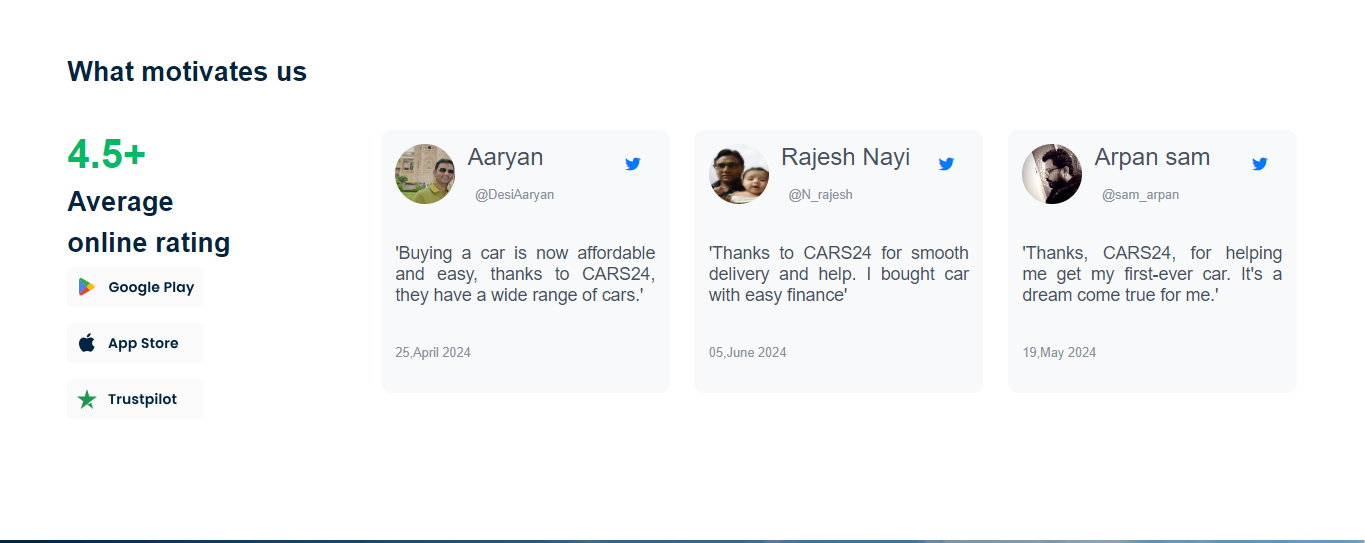 What motivates us
4.5+
Average
online rating
Google Play
App Store
Trustpilot
Aaryan
@DesiAaryan
'Buying a car is now affordable
and easy, thanks to CARS24,
they have a wide range of cars.'
25,April 2024
Rajesh Nayi
@N_rajesh
'Thanks to CARS24 for smooth
delivery and help. I bought car
with easy finance'
05,June 2024
Arpan sam
@sam_arpan
'Thanks, CARS24, for helping
me get my first-ever car. It's a
dream come true for me.'
19,May 2024